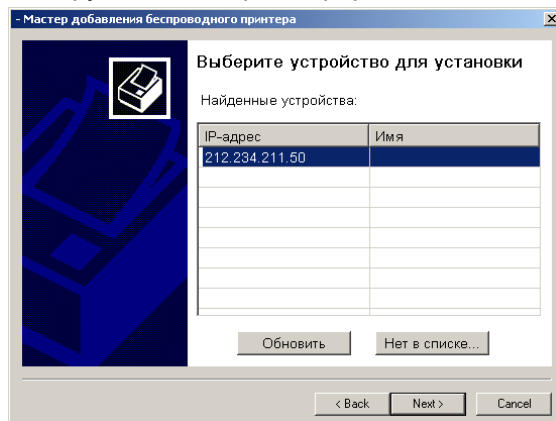 - Мастер добавления беспроводного принтера
Выберите устройство для установки
Найденные устройства:
IP-адрес Имя
212.234.211.50
Обновить Нет в списке...
< Back Next > Cancel